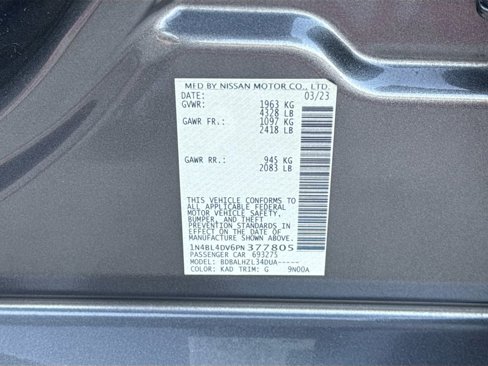 MFD BY NISSAN MOTOR CO., LTD.
DATE: 03/23
GVWR: 1963 KG
4328 LB
GAWR FR.: 1097 KG
2418 LB
GAWR RR.: 945 KG
2083 LB
THIS VEHICLE CONFORMS TO
ALL APPLICABLE FEDERAL
MOTOR VEHICLE SAFETY,
BUMPER, AND THEFT
PREVENTION STANDARDS IN
EFFECT ON THE DATE OF
MANUFACTURE SHOWN ABOVE.
1N4BL4DV6PN377805
PASSENGER CAR 693275
MODEL: BDBALHZL34DUA-----
COLOR: KAD TRIM: G 9N00A